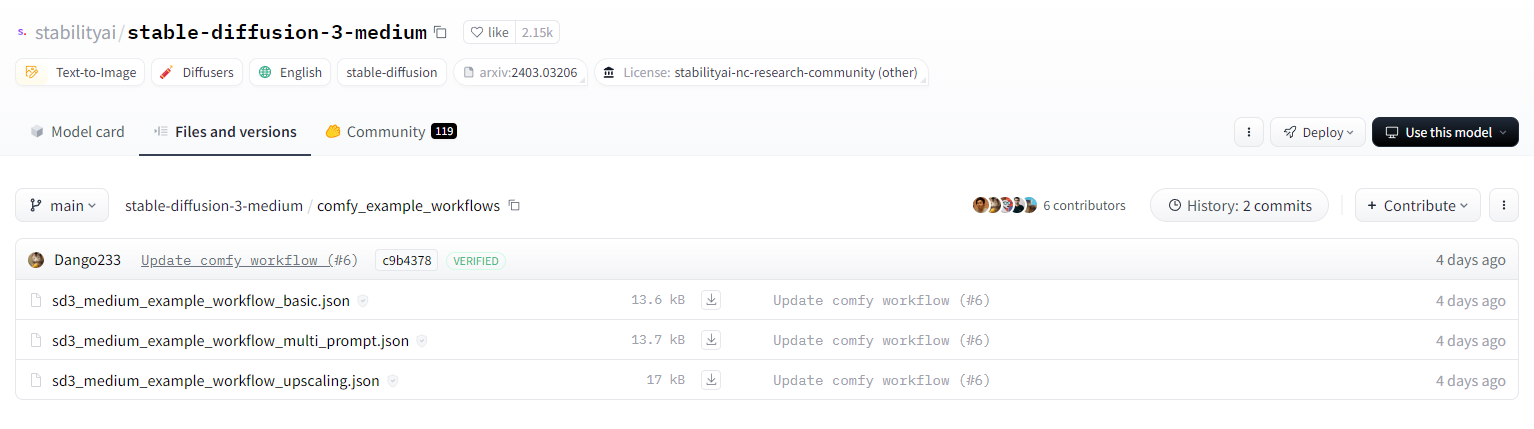 s. stabilityai/stable-diffusion-3-medium like 2.15k
Text-to-Image Diffusers English stable-diffusion arxiv:2403.03206 License: stabilityai-nc-research-community (other)
Model card Files and versions Community 119 Deploy Use this model
main stable-diffusion-3-medium / comfy_example_workflows 6 contributors History: 2 commits + Contribute
Dango233 Update comfy workflow (#6) c9b4378 VERIFIED 4 days ago
sd3_medium_example_workflow_basic.json 13.6 kB Update comfy workflow (#6) 4 days ago
sd3_medium_example_workflow_multi_prompt.json 13.7 kB Update comfy workflow (#6) 4 days ago
sd3_medium_example_workflow_upscaling.json 17 kB Update comfy workflow (#6) 4 days ago